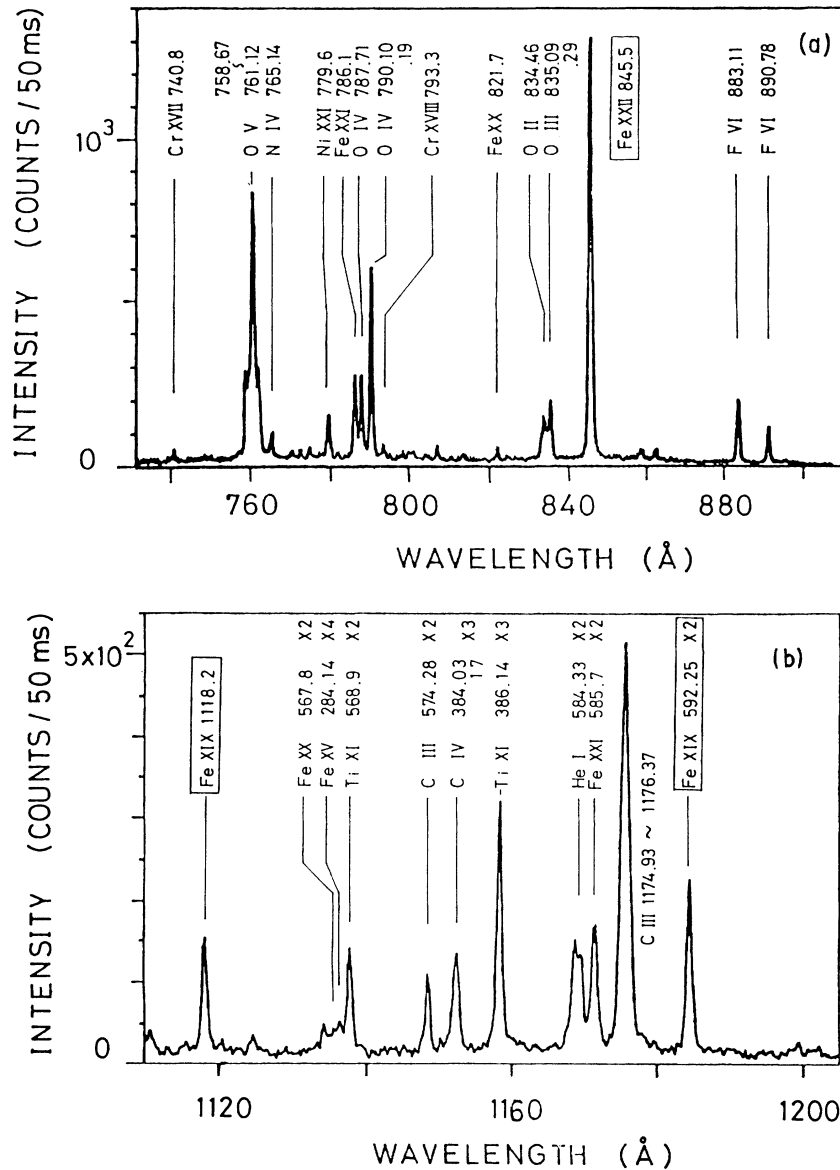 (a)
INTENSITY (COUNTS / 50 ms)
10³
0
Cr XVII 740.8
758.67
∫
O V 761.12
N IV 765.14
Ni XXI 779.6
Fe XXI 786.1
O IV 787.71
O IV 790.10
.19
Cr XVIII 793.3
Fe XX 821.7
O II 834.46
O III 835.09
.29
Fe XXII 845.5
F VI 883.11
F VI 890.78
760 800 840 880
WAVELENGTH (Å)
(b)
INTENSITY (COUNTS / 50 ms)
5x10²
0
Fe XIX 1118.2
Fe XX 567.8 X2
Fe XV 284.14 X4
Ti XI 568.9 X2
C III 574.28 X2
C IV 384.03 X3
17
Ti XI 386.14 X3
He I 584.33 X2
Fe XXI 585.7 X2
C III 1174.93 ~ 1176.37
Fe XIX 592.25 X2
1120 1160 1200
WAVELENGTH (Å)